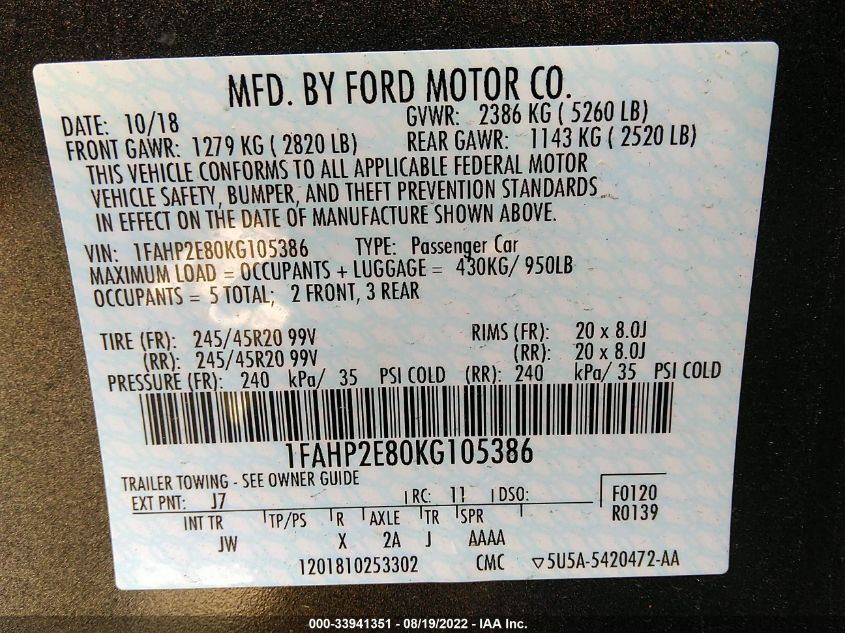 MFD. BY FORD MOTOR CO.
DATE: 10/18 GVWR: 2386 KG ( 5260 LB)
FRONT GAWR: 1279 KG ( 2820 LB) REAR GAWR: 1143 KG ( 2520 LB)
THIS VEHICLE CONFORMS TO ALL APPLICABLE FEDERAL MOTOR
VEHICLE SAFETY, BUMPER, AND THEFT PREVENTION STANDARDS
IN EFFECT ON THE DATE OF MANUFACTURE SHOWN ABOVE.
VIN: 1FAHP2E80KG105386 TYPE: Passenger Car
MAXIMUM LOAD = OCCUPANTS + LUGGAGE = 430KG/ 950LB
OCCUPANTS = 5 TOTAL; 2 FRONT, 3 REAR
TIRE (FR): 245/45R20 99V RIMS (FR): 20 x 8.0J
(RR): 245/45R20 99V (RR): 20 x 8.0J
PRESSURE (FR): 240 kPa/ 35 PSI COLD (RR): 240 kPa/ 35 PSI COLD
1FAHP2E80KG105386
TRAILER TOWING - SEE OWNER GUIDE
EXT PNT: J7 RC: 11 DSO: F0120
INT TR TP/PS R AXLE TR SPR R0139
JW X 2A J AAAA
1201810253302 CMC ▽5U5A-5420472-AA
000-33941351 - 08/19/2022 - IAA Inc.